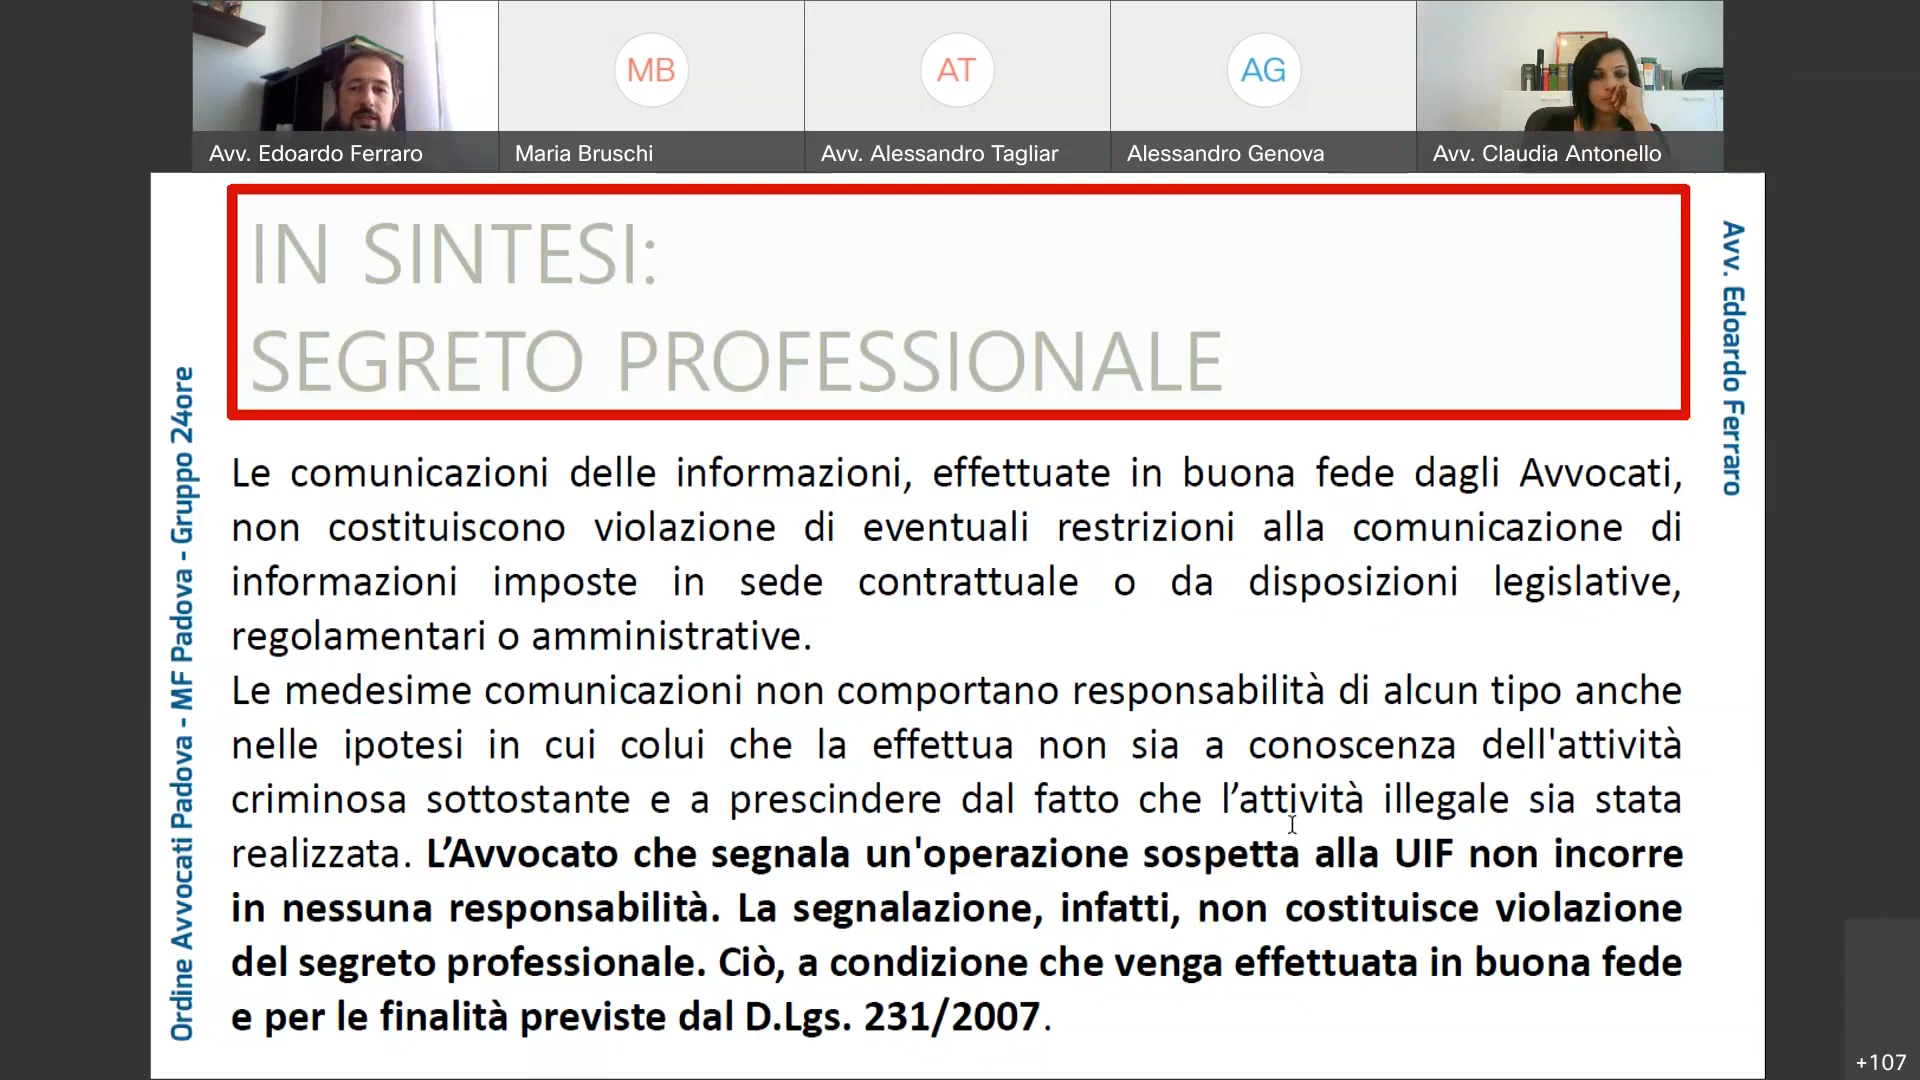 MB
AT
AG
Avv. Edoardo Ferraro
Maria Bruschi
Avv. Alessandro Tagliar
Alessandro Genova
Avv. Claudia Antonello
IN SINTESI:
SEGRETO PROFESSIONALE
Le comunicazioni delle informazioni, effettuate in buona fede dagli Avvocati,
non costituiscono violazione di eventuali restrizioni alla comunicazione di
informazioni imposte in sede contrattuale o da disposizioni legislative,
regolamentari o amministrative.
Le medesime comunicazioni non comportano responsabilità di alcun tipo anche
nelle ipotesi in cui colui che la effettua non sia a conoscenza dell'attività
criminosa sottostante e a prescindere dal fatto che l’attività illegale sia stata
realizzata. L’Avvocato che segnala un'operazione sospetta alla UIF non incorre
in nessuna responsabilità. La segnalazione, infatti, non costituisce violazione
del segreto professionale. Ciò, a condizione che venga effettuata in buona fede
e per le finalità previste dal D.Lgs. 231/2007.
Ordine Avvocati Padova - MF Padova - Gruppo 24ore
Avv. Edoardo Ferraro
+107